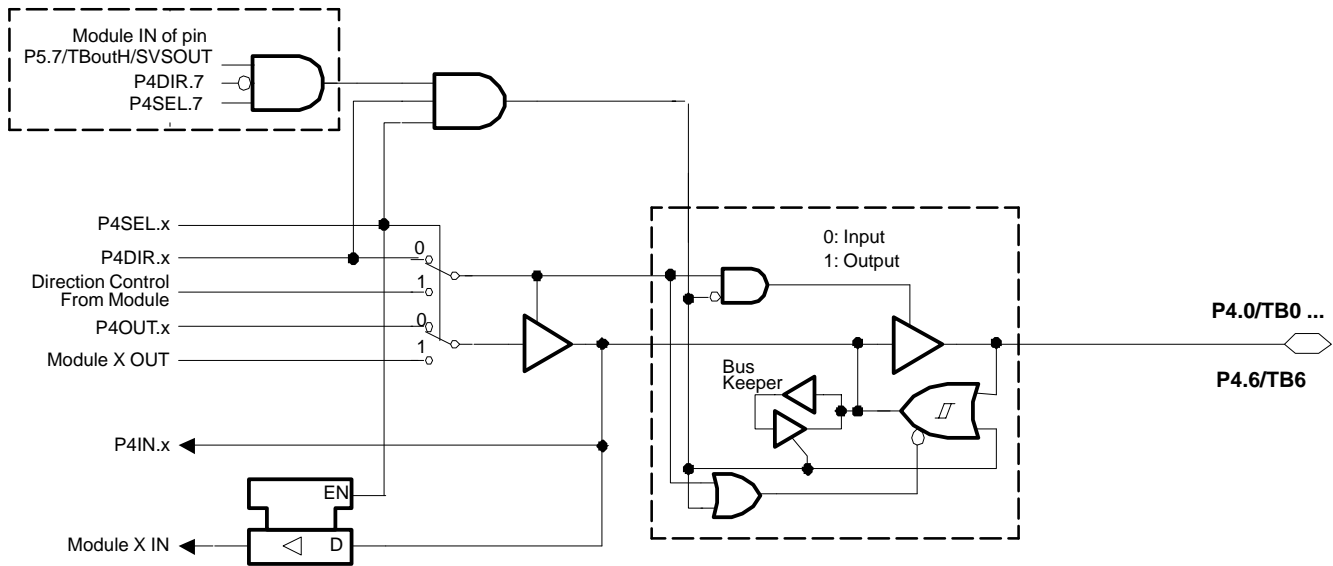 Module IN of pin
P5.7/TBoutH/SVSOUT
P4DIR.7
P4SEL.7
P4SEL.x
P4DIR.x
0
Direction Control
From Module
1
P4OUT.x
0
Module X OUT
1
0: Input
1: Output
P4.0/TB0 ...
P4.6/TB6
Bus
Keeper
P4IN.x
EN
Module X IN
D